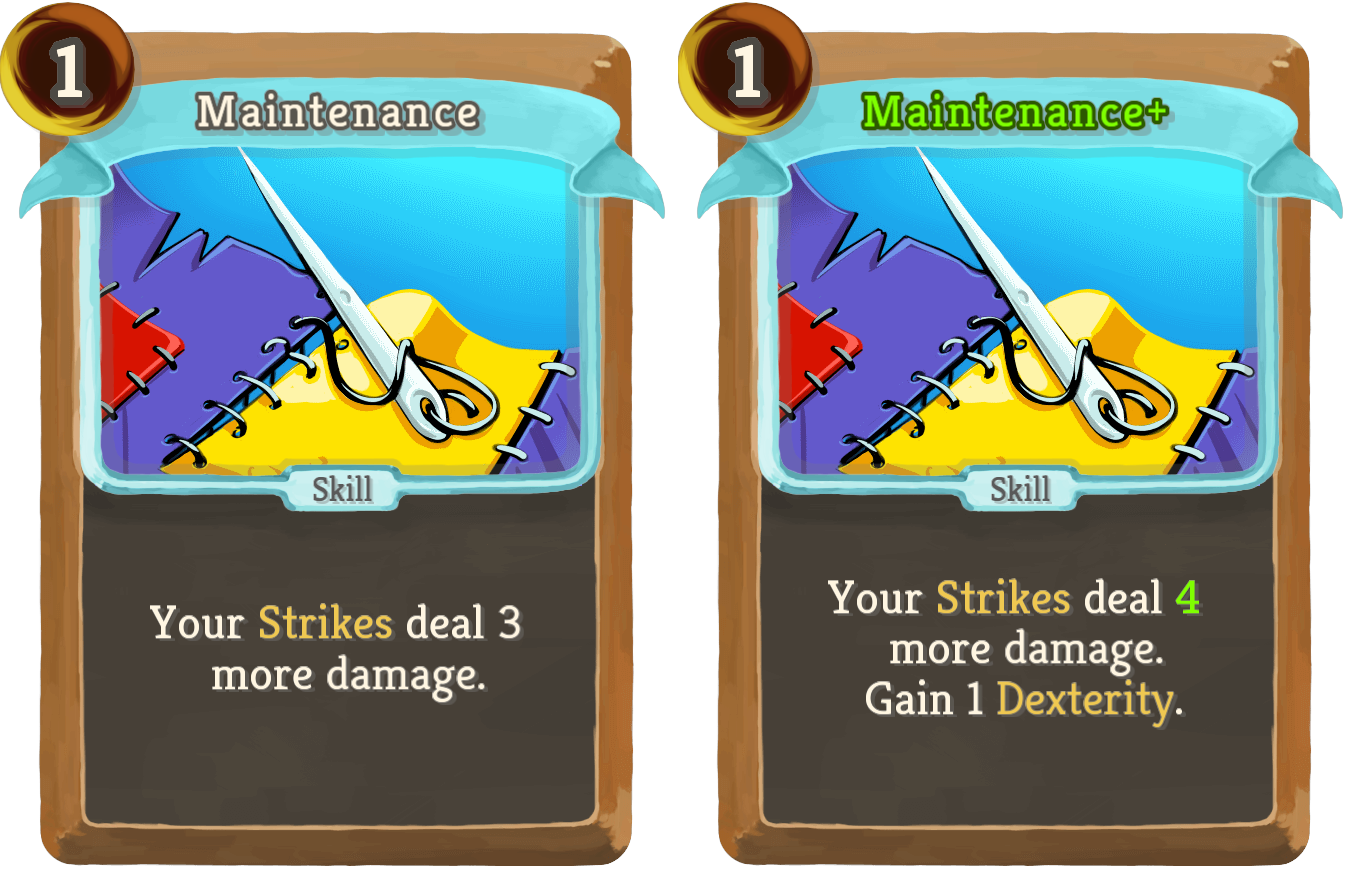 1
Maintenance
Skill
Your Strikes deal 3
more damage.
1
Maintenance+
Skill
Your Strikes deal 4
more damage.
Gain 1 Dexterity.